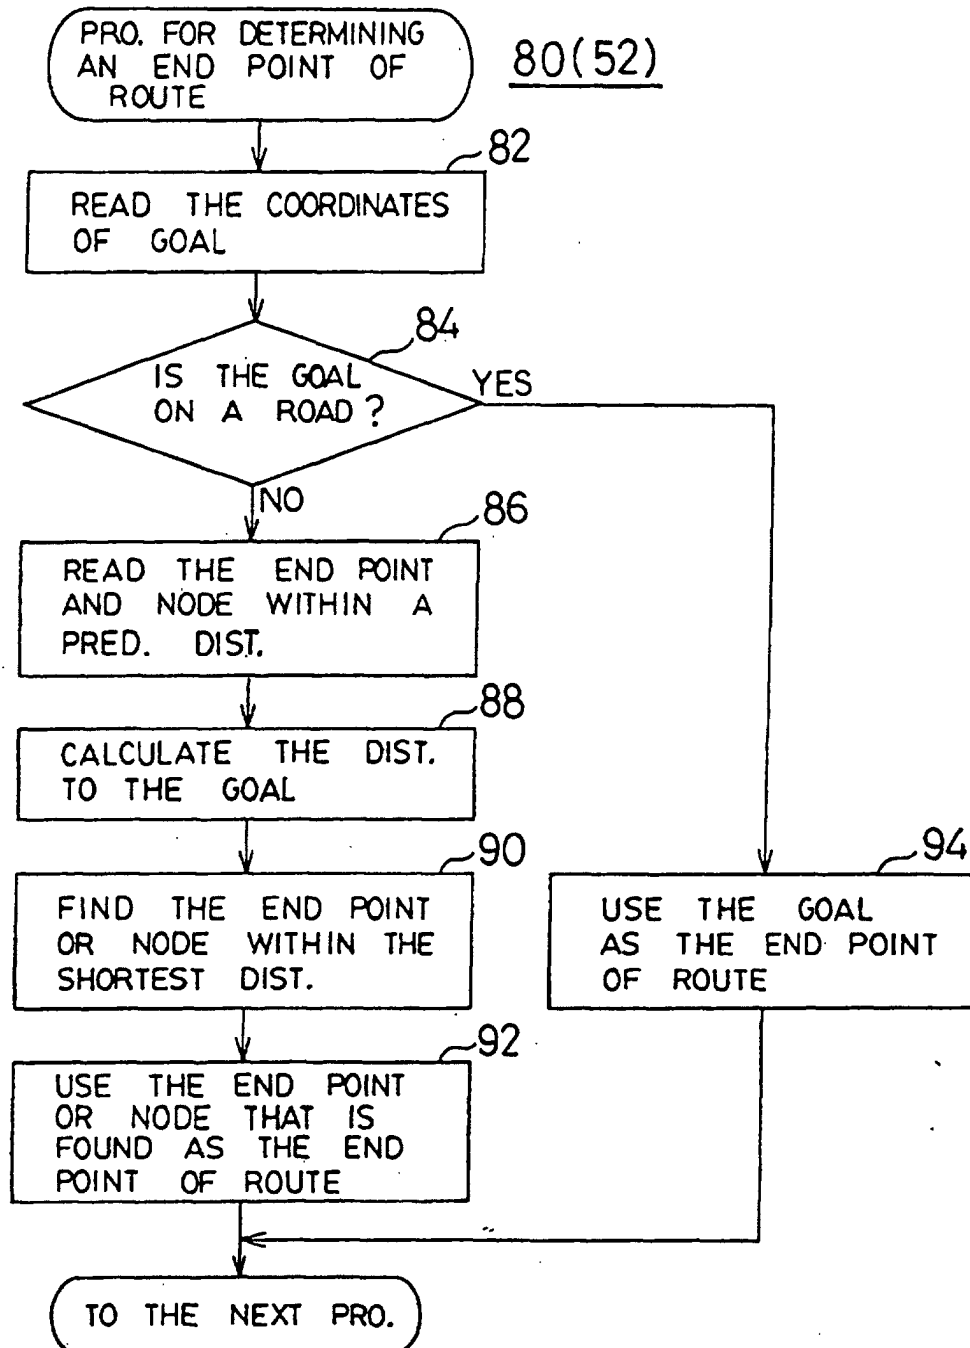 PRO. FOR DETERMINING
AN END POINT OF
ROUTE
80(52)
82
READ THE COORDINATES
OF GOAL
84
IS THE GOAL
ON A ROAD?
YES
NO
86
READ THE END POINT
AND NODE WITHIN A
PRED. DIST.
88
CALCULATE THE DIST.
TO THE GOAL
90
FIND THE END POINT
OR NODE WITHIN THE
SHORTEST DIST.
94
USE THE GOAL
AS THE END POINT
OF ROUTE
92
USE THE END POINT
OR NODE THAT IS
FOUND AS THE END
POINT OF ROUTE
TO THE NEXT PRO.